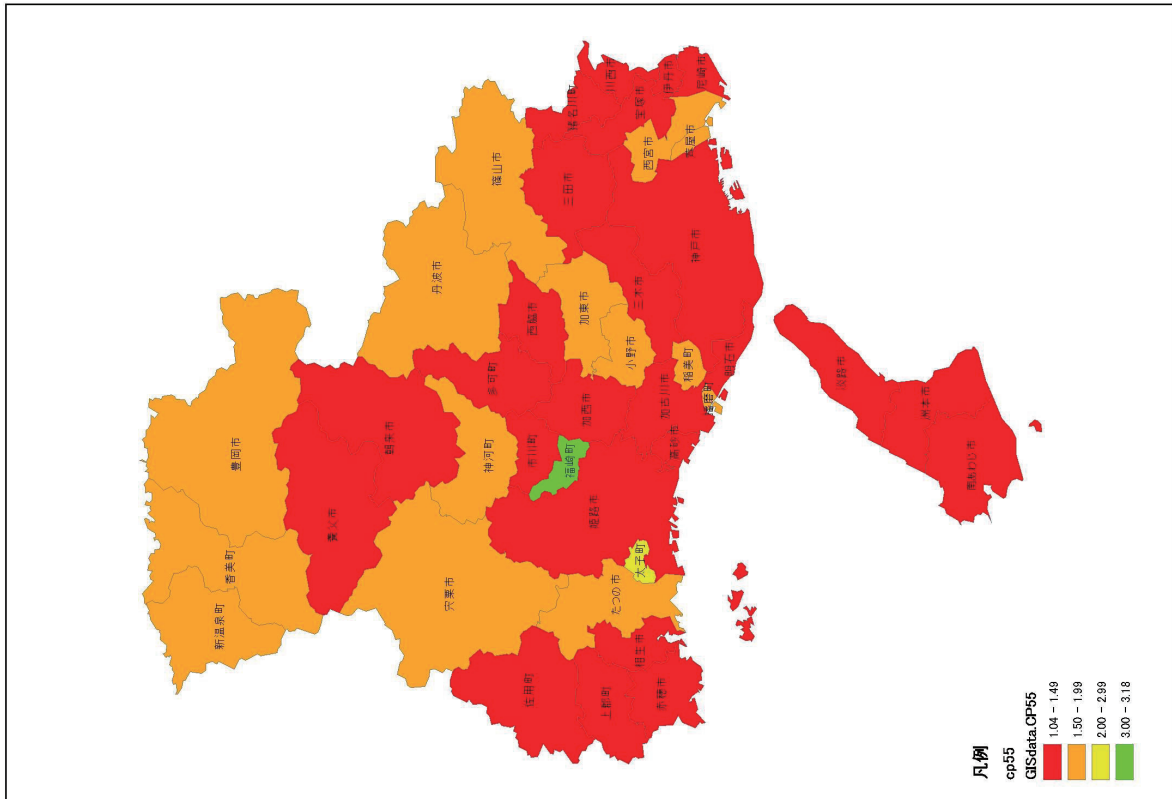 豊岡市
香美町
新温泉町
養父市
朝来市
丹波市
篠山市
宍粟市
神河町
多可町
西脇市
市川町
福崎町
加西市
加東市
小野市
三木市
三田市
猪名川町
川西市
宝塚市
伊丹市
尼崎市
西宮市
芦屋市
神戸市
佐用町
上郡町
赤穂市
相生市
たつの市
太子町
姫路市
高砂市
加古川市
稲美町
播磨町
明石市
淡路市
洲本市
南あわじ市
凡例
cp55
GISdata.CP55
1.04 - 1.49
1.50 - 1.99
2.00 - 2.99
3.00 - 3.18